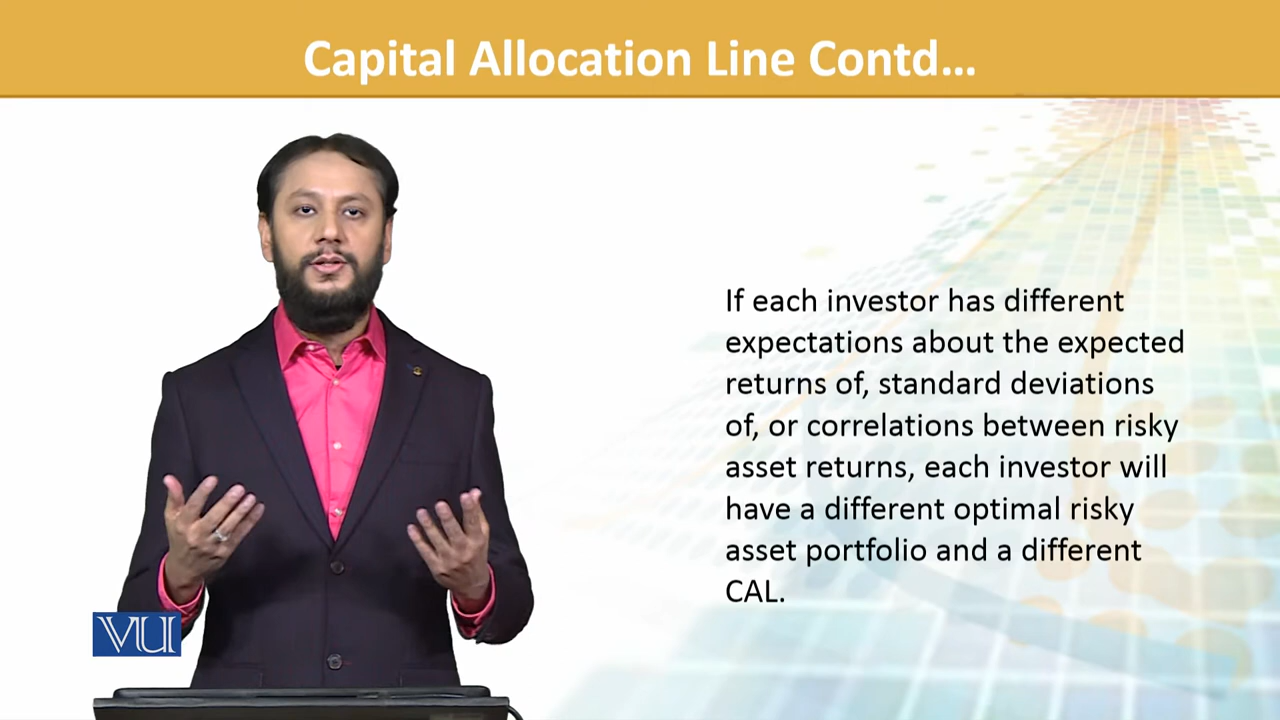 Capital Allocation Line Contd...
If each investor has different
expectations about the expected
returns of, standard deviations
of, or correlations between risky
asset returns, each investor will
have a different optimal risky
asset portfolio and a different
CAL.
VU